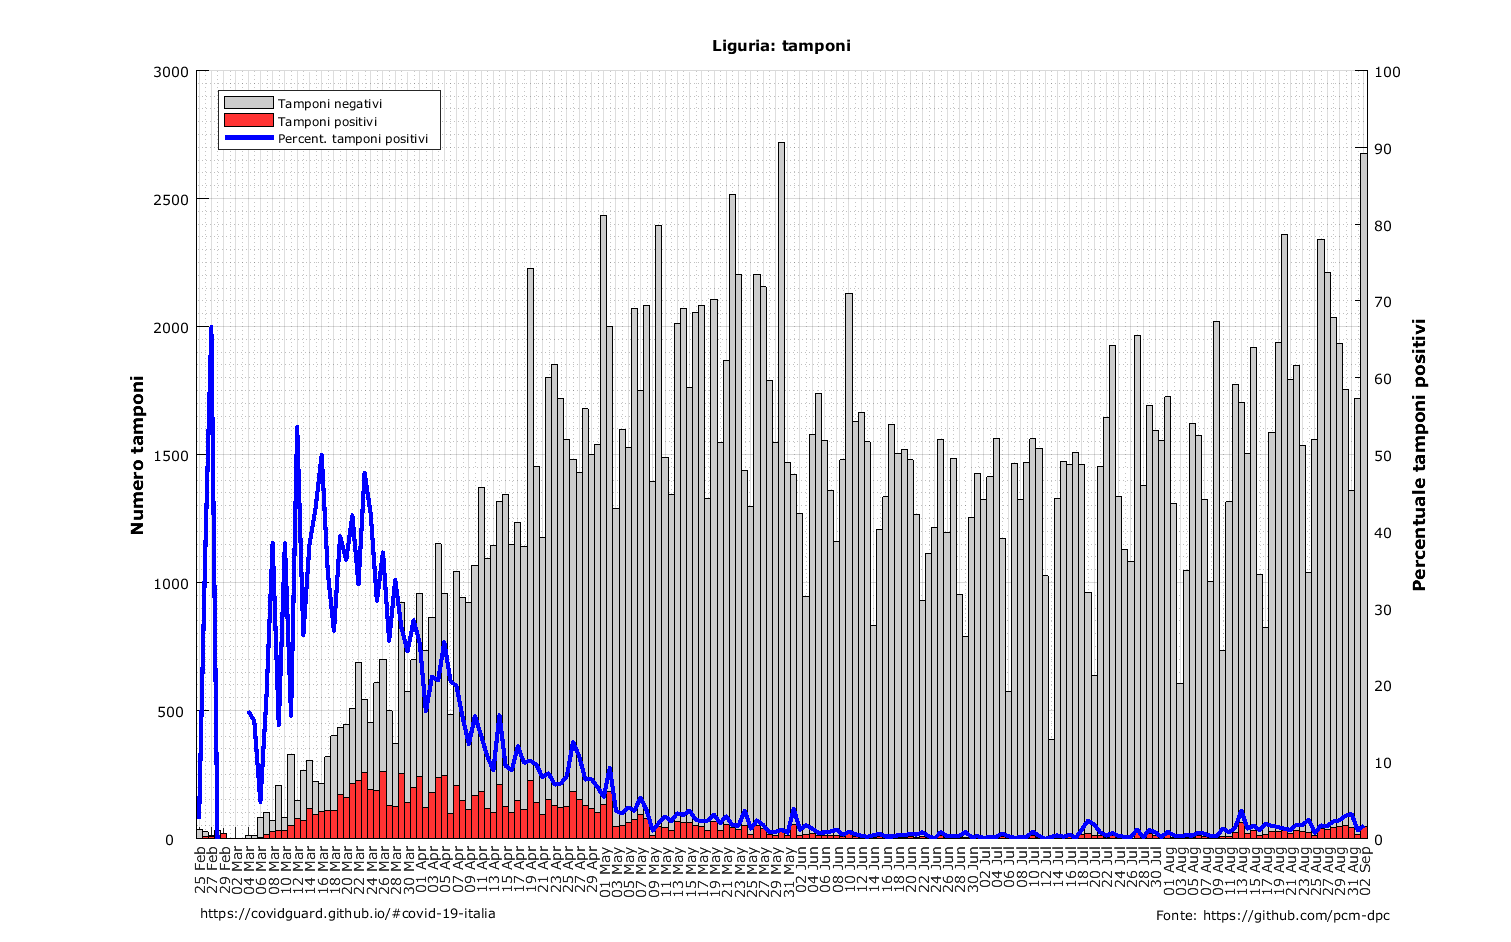 Liguria: tamponi
3000
2500
2000
1500
1000
500
0
Numero tamponi
Tamponi negativi
Tamponi positivi
Percent. tamponi positivi
100
90
80
70
60
50
40
30
20
10
0
Percentuale tamponi positivi
25 Feb
27 Feb
29 Feb
02 Mar
04 Mar
06 Mar
08 Mar
10 Mar
12 Mar
14 Mar
16 Mar
18 Mar
20 Mar
22 Mar
24 Mar
26 Mar
28 Mar
30 Mar
01 Apr
03 Apr
05 Apr
07 Apr
09 Apr
11 Apr
13 Apr
15 Apr
17 Apr
19 Apr
21 Apr
23 Apr
25 Apr
27 Apr
29 Apr
01 May
03 May
05 May
07 May
09 May
11 May
13 May
15 May
17 May
19 May
21 May
23 May
25 May
27 May
29 May
31 May
02 Jun
04 Jun
06 Jun
08 Jun
10 Jun
12 Jun
14 Jun
16 Jun
18 Jun
20 Jun
22 Jun
24 Jun
26 Jun
28 Jun
30 Jun
02 Jul
04 Jul
06 Jul
08 Jul
10 Jul
12 Jul
14 Jul
16 Jul
18 Jul
20 Jul
22 Jul
24 Jul
26 Jul
28 Jul
30 Jul
01 Aug
03 Aug
05 Aug
07 Aug
09 Aug
11 Aug
13 Aug
15 Aug
17 Aug
19 Aug
21 Aug
23 Aug
25 Aug
27 Aug
29 Aug
31 Aug
02 Sep
https://covidguard.github.io/#covid-19-italia
Fonte: https://github.com/pcm-dpc